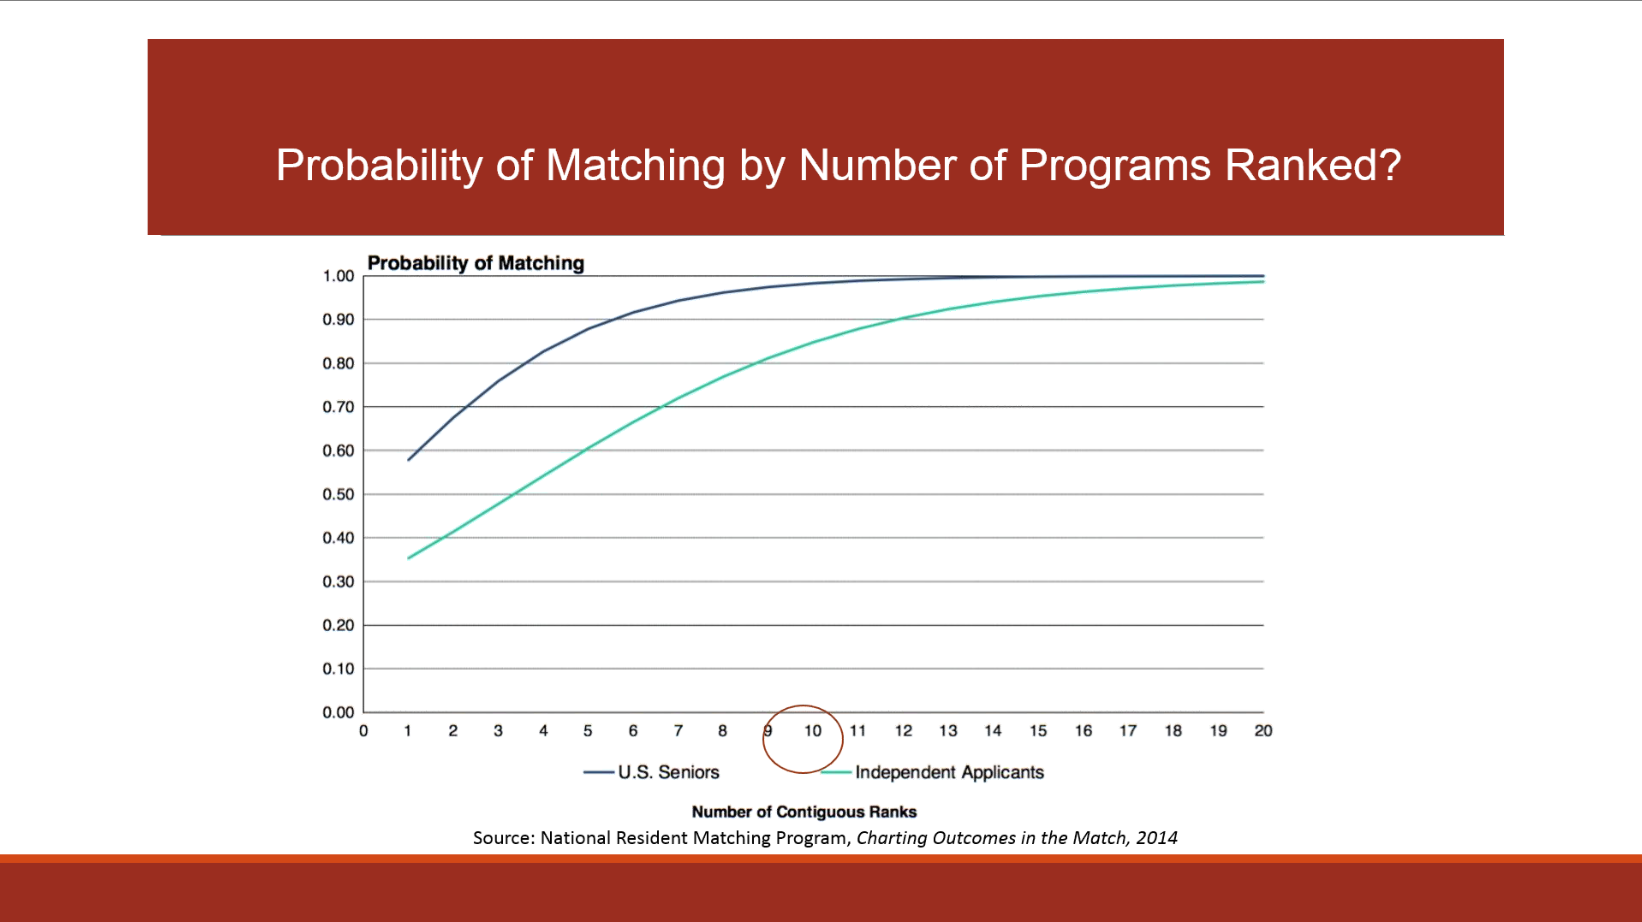 Probability of Matching by Number of Programs Ranked?
Probability of Matching
1.00
0.90
0.80
0.70
0.60
0.50
0.40
0.30
0.20
0.10
0.00
0 1 2 3 4 5 6 7 8 9 10 11 12 13 14 15 16 17 18 19 20
U.S. Seniors Independent Applicants
Number of Contiguous Ranks
Source: National Resident Matching Program, Charting Outcomes in the Match, 2014